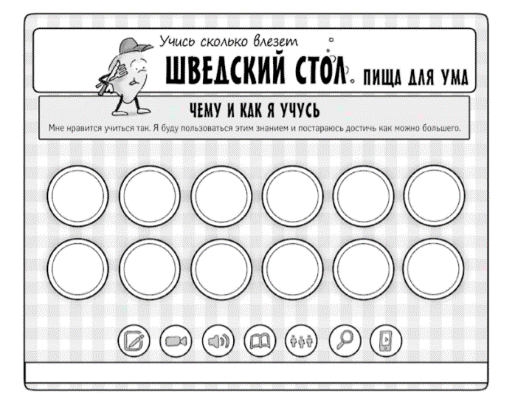 Учись сколько влезет
ШВЕДСКИЙ СТОЛ. ПИЩА ДЛЯ УМА
ЧЕМУ И КАК Я УЧУСЬ
Мне нравится учиться так. Я буду пользоваться этим знанием и постараюсь достичь как можно большего.